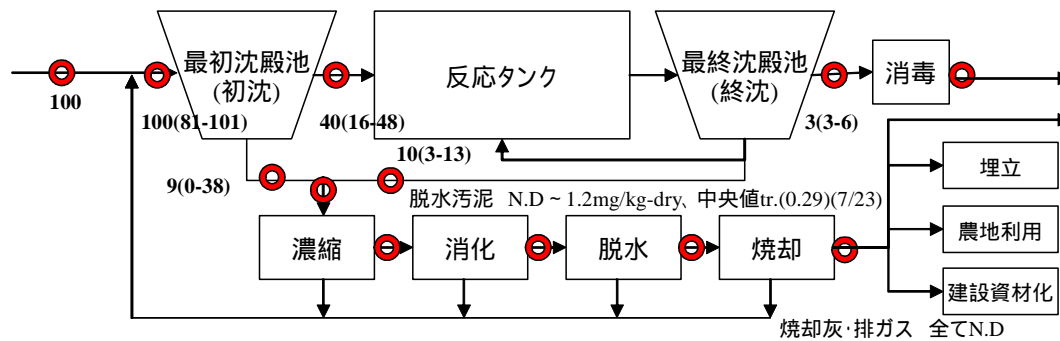 最初沈殿池
(初沈)
反応タンク
最終沈殿池
(終沈)
消毒
100
100(81-101)
40(16-48)
3(3-6)
10(3-13)
9(0-38)
脱水汚泥 N.D ~ 1.2mg/kg-dry、中央値tr.(0.29)(7/23)
埋立
濃縮
消化
脱水
焼却
農地利用
建設資材化
焼却灰・排ガス 全てN.D